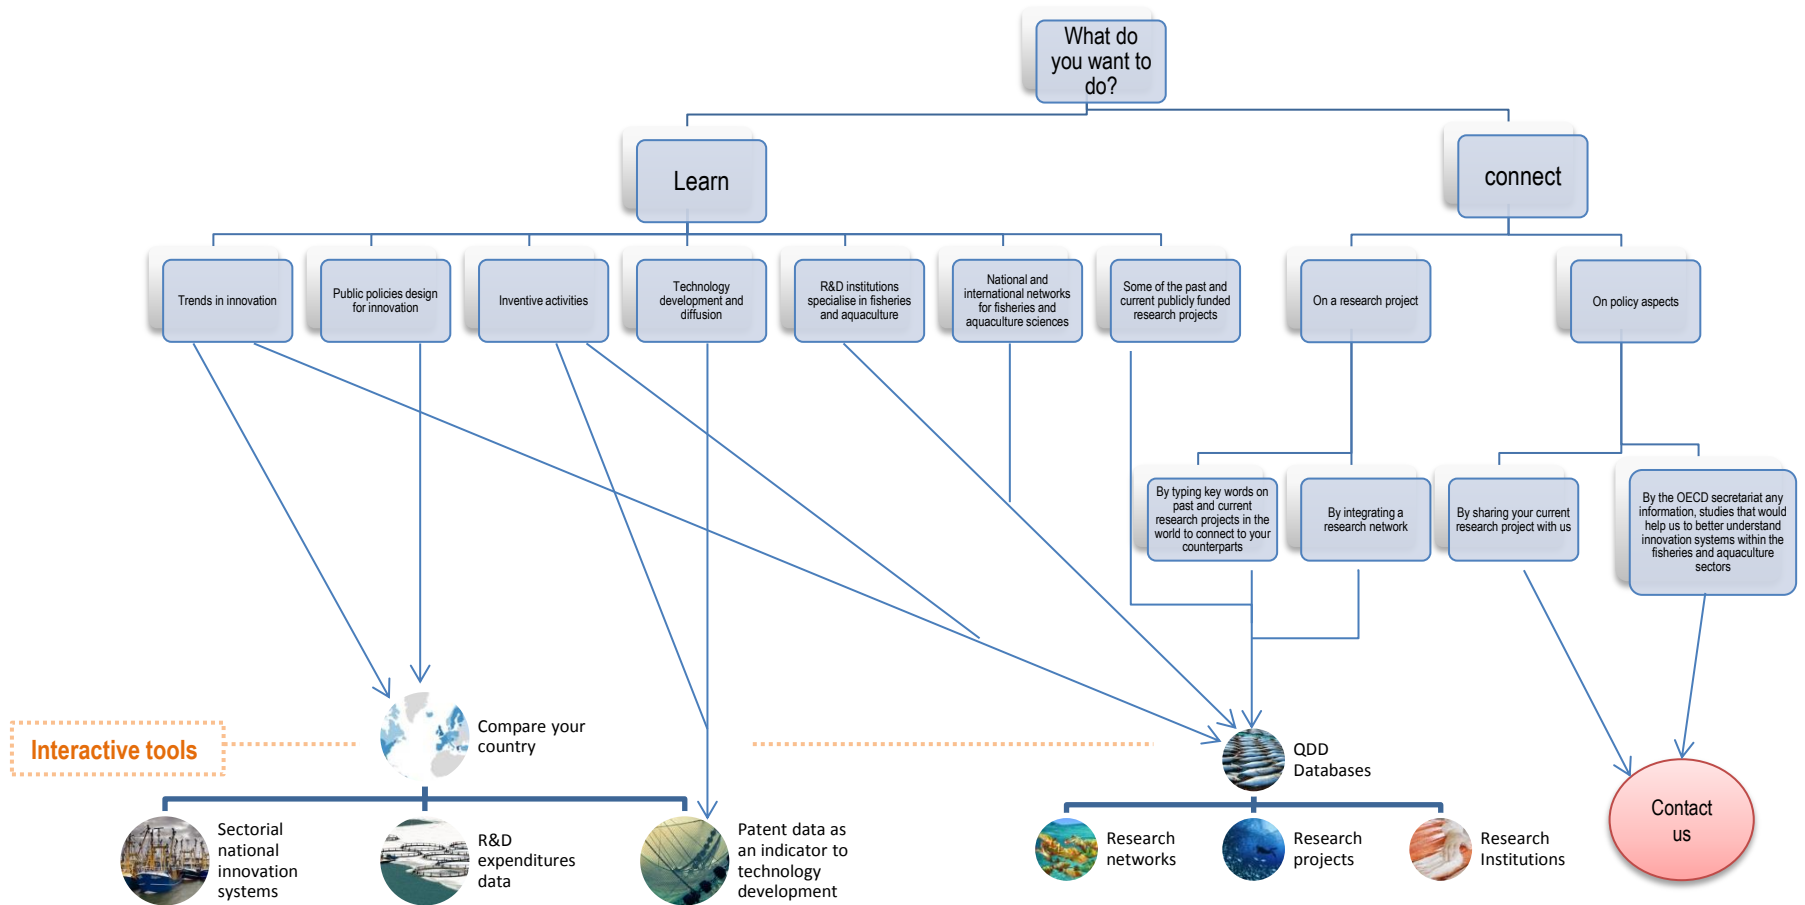 What do
you want to
do?
Learn
connect
Trends in innovation
Public policies design
for innovation
Inventive activities
Technology
development and
diffusion
R&D institutions
specialise in fisheries
and aquaculture
National and
international networks
for fisheries and
aquaculture sciences
Some of the past and
current publicly funded
research projects
On a research project
On policy aspects
By typing key words on
past and current
research projects in the
world to connect to your
counterparts
By integrating a
research network
By sharing your current
research project with us
By the OECD secretariat any
information, studies that would
help us to better understand
innovation systems within the
fisheries and aquaculture
sectors
Interactive tools
Compare your
country
QDD
Databases
Sectorial
national
innovation
systems
R&D
expenditures
data
Patent data as
an indicator to
technology
development
Research
networks
Research
projects
Research
Institutions
Contact
us